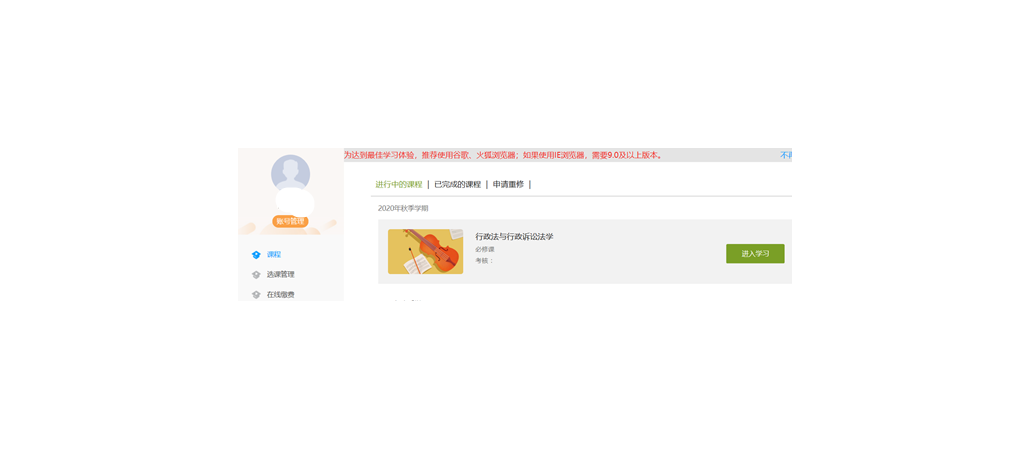 为达到最佳学习体验，推荐使用谷歌、火狐浏览器；如果使用IE浏览器，需要9.0及以上版本。
进行中的课程 | 已完成的课程 | 申请重修 |
2020年秋季学期
账号管理
行政法与行政诉讼法学
必修课
考核：
进入学习
课程
选课管理
在线缴费